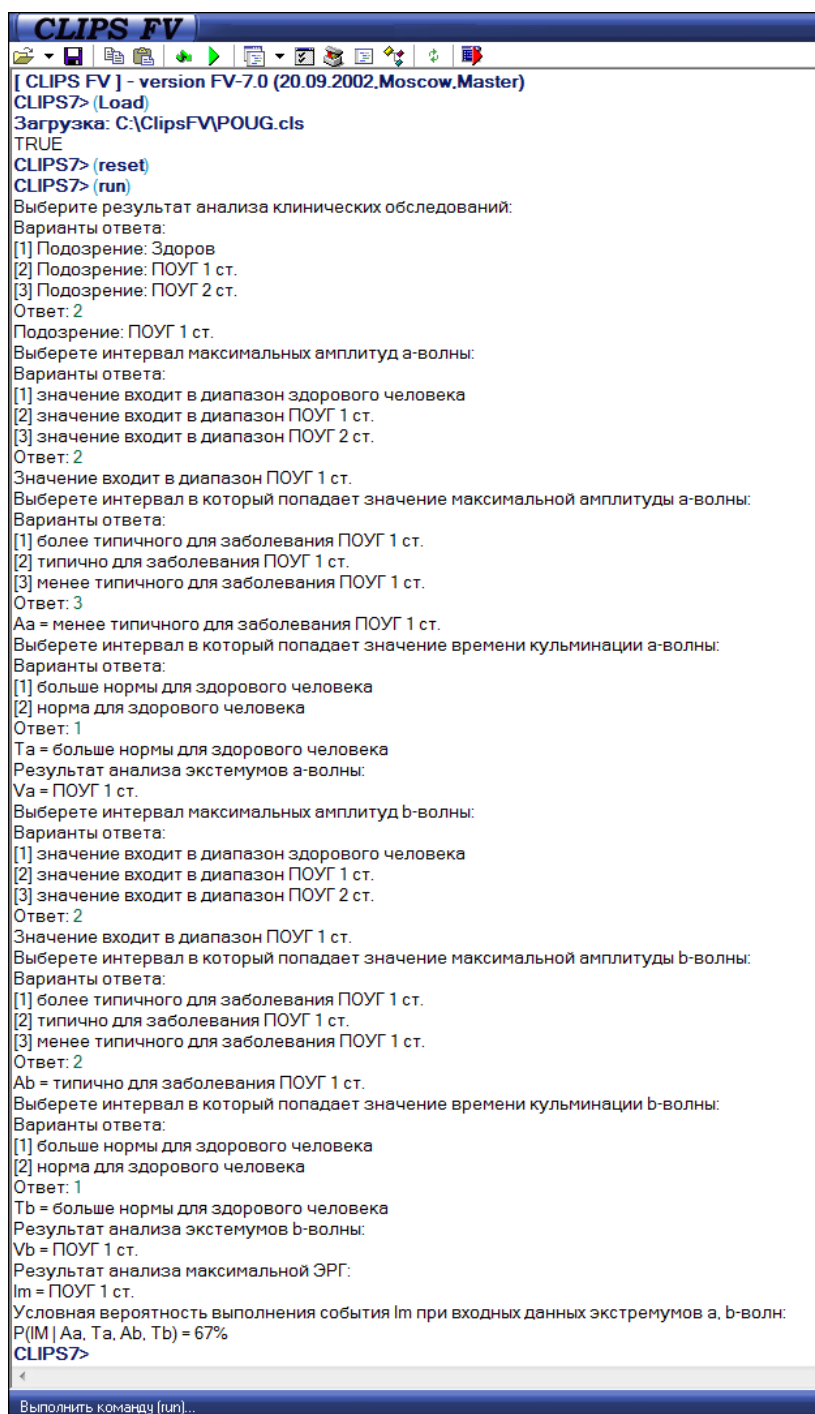 CLIPS FV
[ CLIPS FV ] - version FV-7.0 (20.09.2002,Moscow,Master)
CLIPS7> (Load)
Загрузка: C:\ClipsFV\POUG.cls
TRUE
CLIPS7> (reset)
CLIPS7> (run)
Выберите результат анализа клинических обследований:
Варианты ответа:
[1] Подозрение: Здоров
[2] Подозрение: ПОУГ 1 ст.
[3] Подозрение: ПОУГ 2 ст.
Ответ: 2
Подозрение: ПОУГ 1 ст.
Выберете интервал максимальных амплитуд a-волны:
Варианты ответа:
[1] значение входит в диапазон здорового человека
[2] значение входит в диапазон ПОУГ 1 ст.
[3] значение входит в диапазон ПОУГ 2 ст.
Ответ: 2
Значение входит в диапазон ПОУГ 1 ст.
Выберете интервал в который попадает значение максимальной амплитуды a-волны:
Варианты ответа:
[1] более типичного для заболевания ПОУГ 1 ст.
[2] типично для заболевания ПОУГ 1 ст.
[3] менее типичного для заболевания ПОУГ 1 ст.
Ответ: 3
Aa = менее типичного для заболевания ПОУГ 1 ст.
Выберете интервал в который попадает значение времени кульминации a-волны:
Варианты ответа:
[1] больше нормы для здорового человека
[2] норма для здорового человека
Ответ: 1
Ta = больше нормы для здорового человека
Результат анализа экстемумов a-волны:
Va = ПОУГ 1 ст.
Выберете интервал максимальных амплитуд b-волны:
Варианты ответа:
[1] значение входит в диапазон здорового человека
[2] значение входит в диапазон ПОУГ 1 ст.
[3] значение входит в диапазон ПОУГ 2 ст.
Ответ: 2
Значение входит в диапазон ПОУГ 1 ст.
Выберете интервал в который попадает значение максимальной амплитуды b-волны:
Варианты ответа:
[1] более типичного для заболевания ПОУГ 1 ст.
[2] типично для заболевания ПОУГ 1 ст.
[3] менее типичного для заболевания ПОУГ 1 ст.
Ответ: 2
Ab = типично для заболевания ПОУГ 1 ст.
Выберете интервал в который попадает значение времени кульминации b-волны:
Варианты ответа:
[1] больше нормы для здорового человека
[2] норма для здорового человека
Ответ: 1
Tb = больше нормы для здорового человека
Результат анализа экстемумов b-волны:
Vb = ПОУГ 1 ст.
Результат анализа максимальной ЭРГ:
Im = ПОУГ 1 ст.
Условная вероятность выполнения события Im при входных данных экстремумов a, b-волн:
P(IM | Aa, Ta, Ab, Tb) = 67%
CLIPS7>
Выполнить команду (run)...